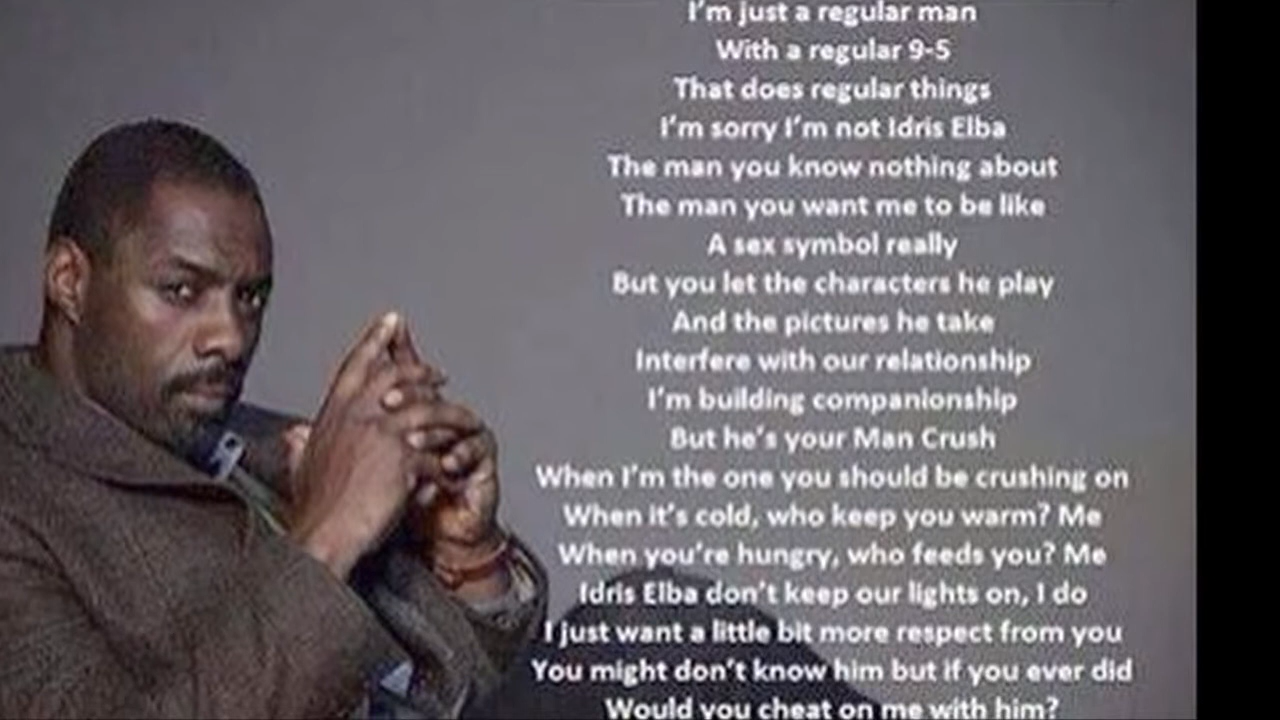 I'm just a regular man
With a regular 9-5
That does regular things
I'm sorry I'm not Idris Elba
The man you know nothing about
The man you want me to be like
A sex symbol really
But you let the characters he play
And the pictures he take
Interfere with our relationship
I'm building companionship
But he's your Man Crush
When I'm the one you should be crushing on
When it's cold, who keep you warm? Me
When you're hungry, who feeds you? Me
Idris Elba don't keep our lights on, I do
I just want a little bit more respect from you
You might don't know him but if you ever did
Would you cheat on me with him?